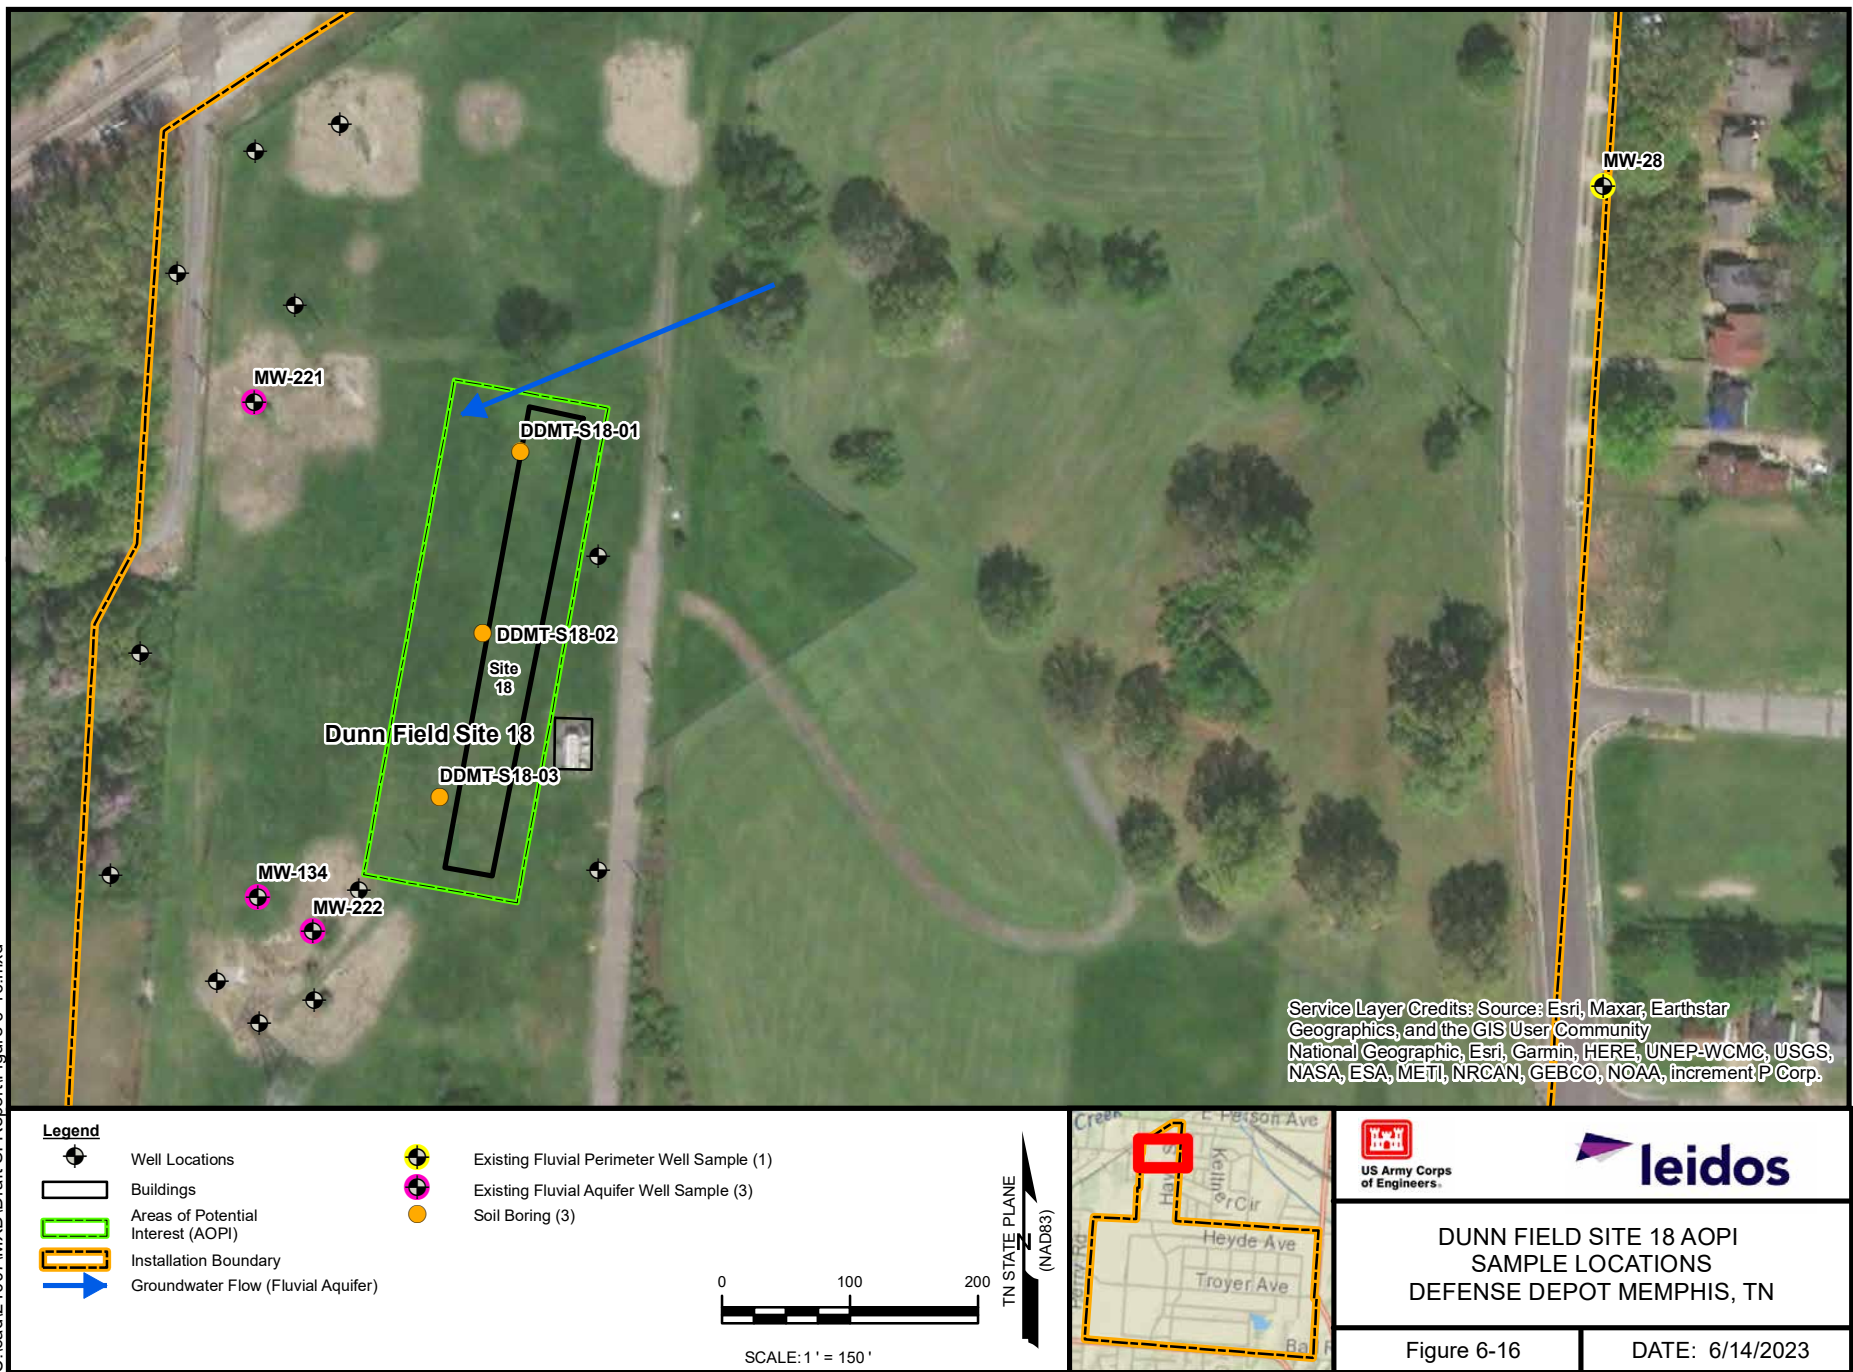 MW-28
MW-221
DDMT-S18-01
DDMT-S18-02
Site
18
Dunn Field Site 18
DDMT-S18-03
MW-134
MW-222
Service Layer Credits: Source: Esri, Maxar, Earthstar
Geographics, and the GIS User Community
National Geographic, Esri, Garmin, HERE, UNEP-WCMC, USGS,
NASA, ESA, METI, NRCAN, GEBCO, NOAA, increment P Corp.
Legend
Well Locations
Buildings
Areas of Potential
Interest (AOPI)
Installation Boundary
Groundwater Flow (Fluvial Aquifer)
Existing Fluvial Perimeter Well Sample (1)
Existing Fluvial Aquifer Well Sample (3)
Soil Boring (3)
0 100 200
SCALE: 1 ' = 150 '
TN STATE PLANE
(NAD83)
N
Creek
E Person Ave
Keltner Cir
Hays
Heyde Ave
Troyer Ave
US Army Corps
of Engineers®
leidos
DUNN FIELD SITE 18 AOPI
SAMPLE LOCATIONS
DEFENSE DEPOT MEMPHIS, TN
Figure 6-16
DATE: 6/14/2023